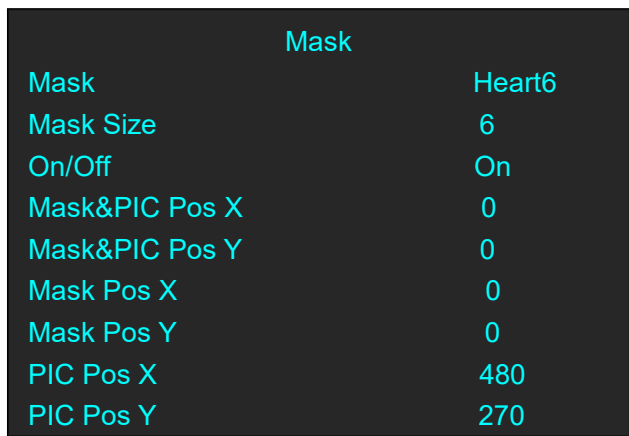 Mask
Mask Heart6
Mask Size 6
On/Off On
Mask&PIC Pos X 0
Mask&PIC Pos Y 0
Mask Pos X 0
Mask Pos Y 0
PIC Pos X 480
PIC Pos Y 270